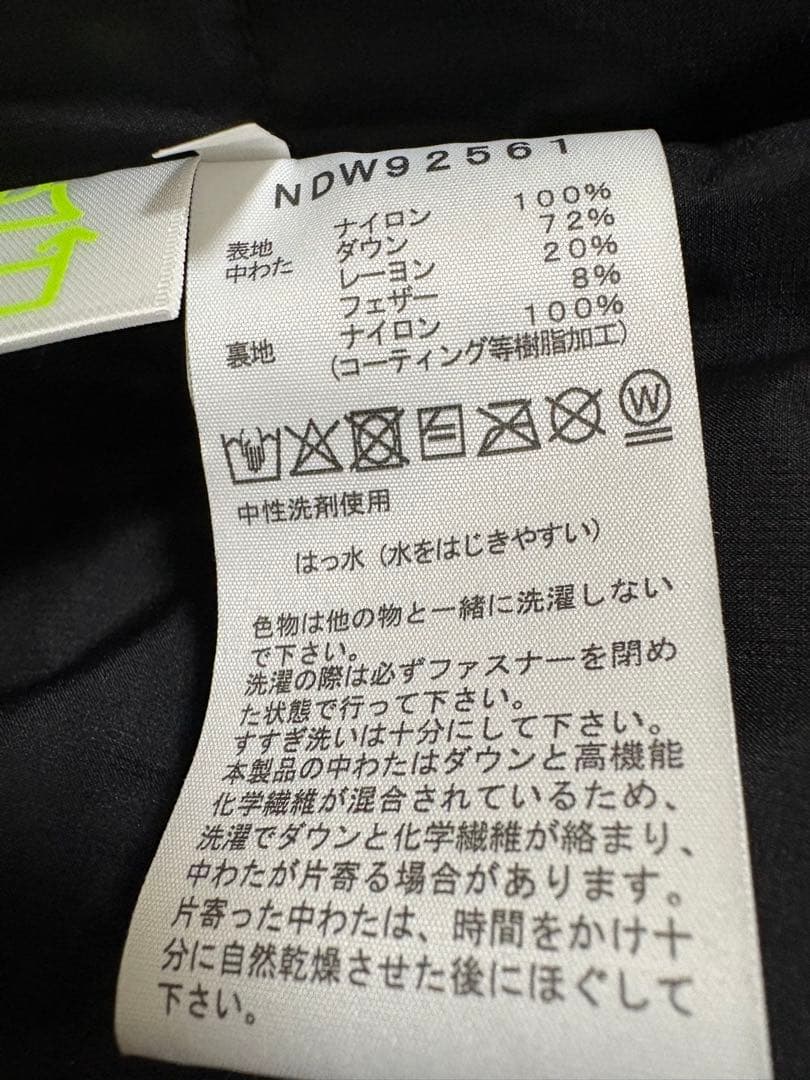 NDW92561
表地 ナイロン 100%
中わた ダウン 72%
レーヨン 20%
フェザー 8%
裏地 ナイロン 100%
(コーティング等樹脂加工)
W
中性洗剤使用
はっ水（水をはじきやすい）
色物は他の物と一緒に洗濯しない
で下さい。
洗濯の際は必ずファスナーを閉め
た状態で行って下さい。
すすぎ洗いは十分にして下さい。
本製品の中わたはダウンと高機能
化学繊維が混合されているため、
洗濯でダウンと化学繊維が絡まり、
中わたが片寄る場合があります。
片寄った中わたは、時間をかけ十
分に自然乾燥させた後にほぐして
下さい。